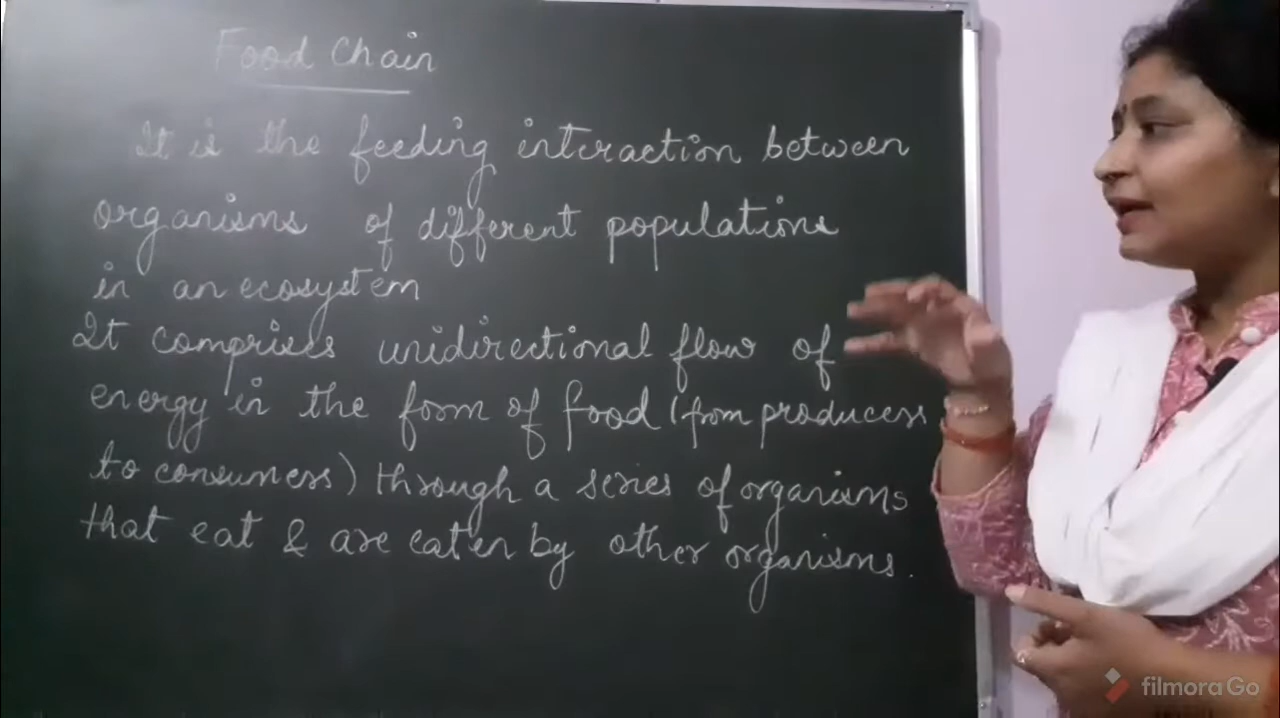 Food Chain
It is the feeding interaction between
organisms of different populations
in an ecosystem
It comprises unidirectional flow of
energy in the form of food (from producers
to consumers) through a series of organisms
that eat & are eaten by other organisms.
filmoraGo